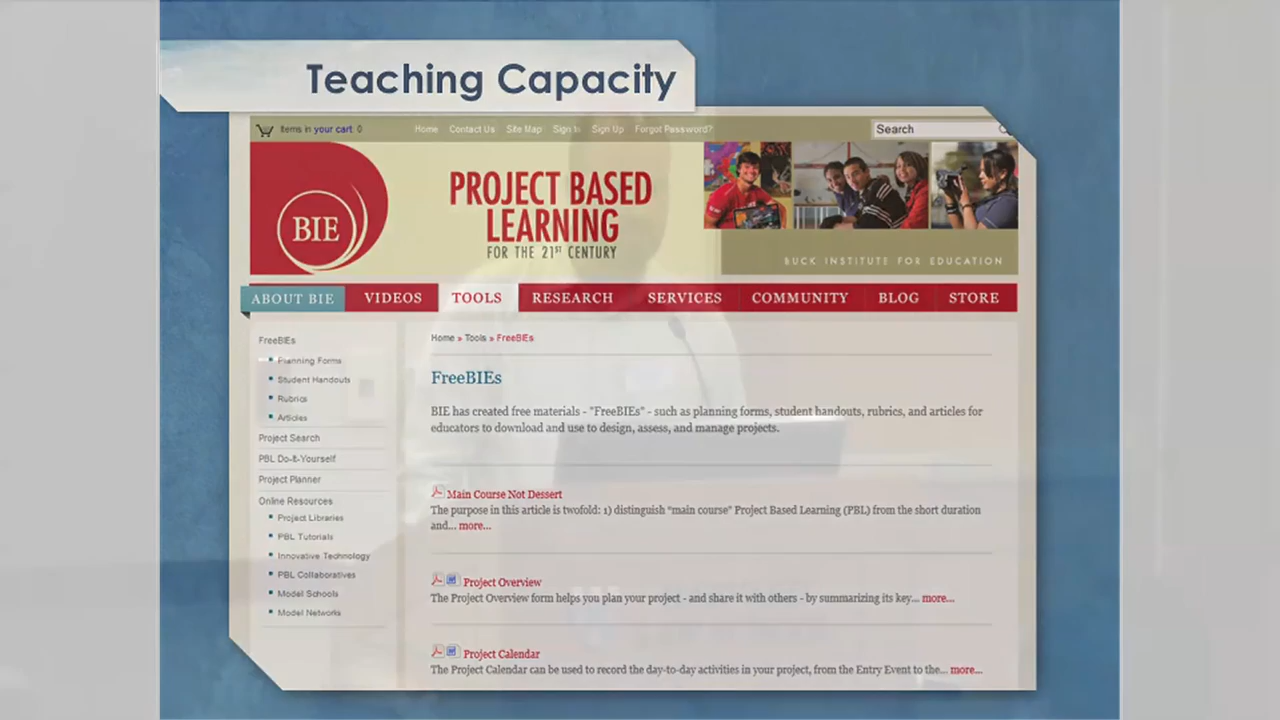 Teaching Capacity
Items in your cart: 0
Home Contact Us Site Map Sign In Sign Up Forgot Password?
Search
BIE
PROJECT BASED
LEARNING
FOR THE 21ST CENTURY
BUCK INSTITUTE FOR EDUCATION
ABOUT BIE VIDEOS TOOLS RESEARCH SERVICES COMMUNITY BLOG STORE
FreeBIEs
Planning Forms
Student Handouts
Rubrics
Articles
Project Search
PBL Do-It-Yourself
Project Planner
Online Resources
Project Libraries
PBL Tutorials
Innovative Technology
PBL Collaboratives
Model Schools
Model Networks
Home » Tools » FreeBIEs
FreeBIEs
BIE has created free materials - "FreeBIEs" - such as planning forms, student handouts, rubrics, and articles for
educators to download and use to design, assess, and manage projects.
Main Course Not Dessert
The purpose in this article is twofold: 1) distinguish “main course” Project Based Learning (PBL) from the short duration
and... more...
Project Overview
The Project Overview form helps you plan your project - and share it with others - by summarizing its key... more...
Project Calendar
The Project Calendar can be used to record the day-to-day activities in your project, from the Entry Event to the... more...